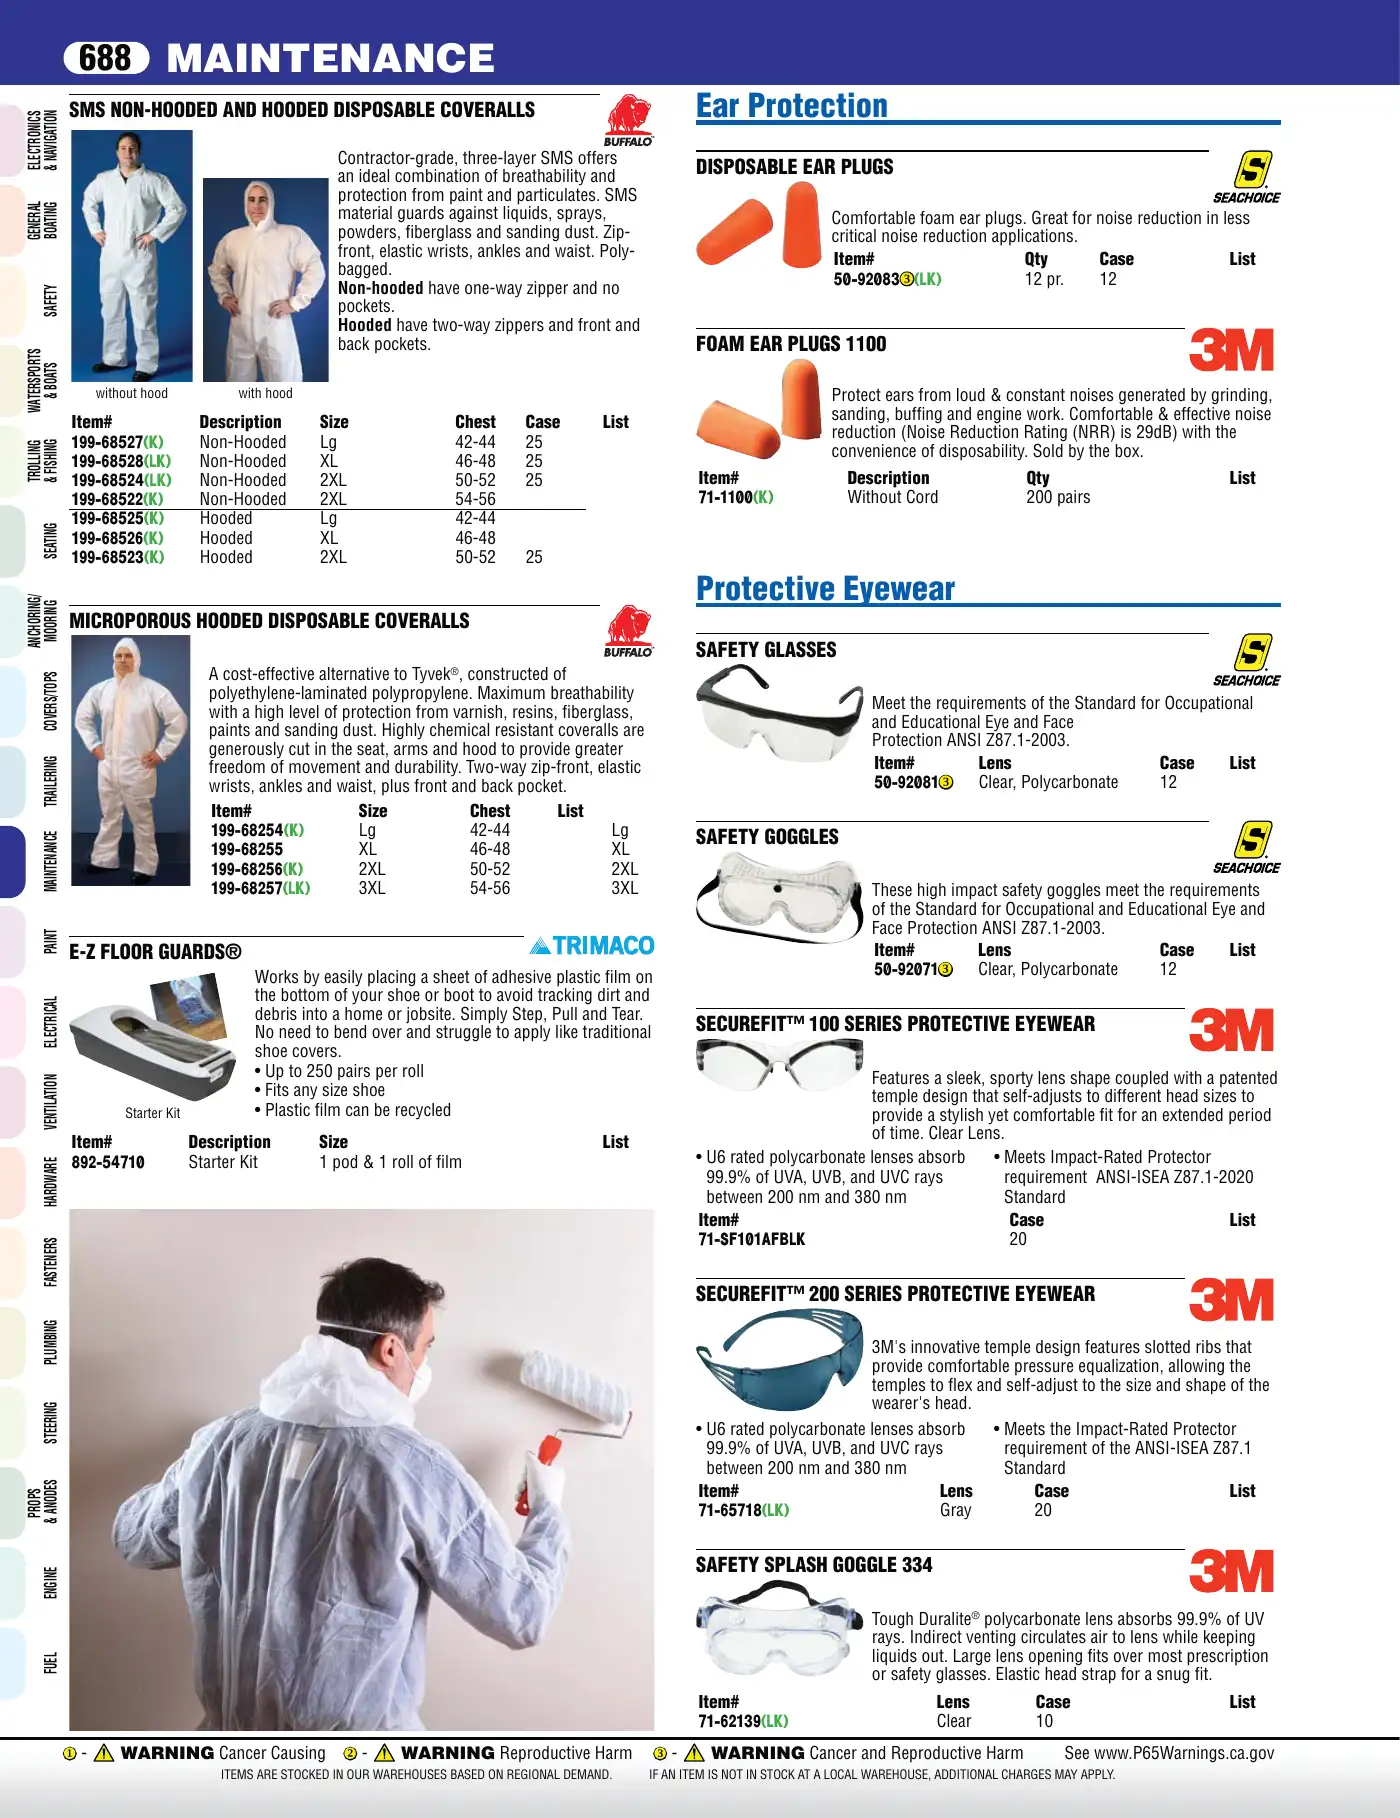 688 MAINTENANCE
ELECTRONICS
& NAVIGATION
GENERAL
BOATING
SAFETY
WATERSPORTS
& BOATS
TROLLING
& FISHING
SEATING
ANCHORING/
MOORING
COVERS/TOPS
TRAILERING
MAINTENANCE
PAINT
ELECTRICAL
VENTILATION
HARDWARE
FASTENERS
PLUMBING
STEERING
PROPS
& ANODES
ENGINE
FUEL
SMS NON-HOODED AND HOODED DISPOSABLE COVERALLS
BUFFALO
Contractor-grade, three-layer SMS offers
an ideal combination of breathability and
protection from paint and particulates. SMS
material guards against liquids, sprays,
powders, fiberglass and sanding dust. Zip-
front, elastic wrists, ankles and waist. Poly-
bagged.
Non-hooded have one-way zipper and no
pockets.
Hooded have two-way zippers and front and
back pockets.
without hood with hood
Item# Description Size Chest Case List
199-68527(K) Non-Hooded Lg 42-44 25
199-68528(LK) Non-Hooded XL 46-48 25
199-68524(LK) Non-Hooded 2XL 50-52 25
199-68522(K) Non-Hooded 2XL 54-56
199-68525(K) Hooded Lg 42-44
199-68526(K) Hooded XL 46-48
199-68523(K) Hooded 2XL 50-52 25
MICROPOROUS HOODED DISPOSABLE COVERALLS
BUFFALO
A cost-effective alternative to Tyvek®, constructed of
polyethylene-laminated polypropylene. Maximum breathability
with a high level of protection from varnish, resins, fiberglass,
paints and sanding dust. Highly chemical resistant coveralls are
generously cut in the seat, arms and hood to provide greater
freedom of movement and durability. Two-way zip-front, elastic
wrists, ankles and waist, plus front and back pocket.
Item# Size Chest List
199-68254(K) Lg 42-44 Lg
199-68255 XL 46-48 XL
199-68256(K) 2XL 50-52 2XL
199-68257(LK) 3XL 54-56 3XL
E-Z FLOOR GUARDS®
TRIMACO
Works by easily placing a sheet of adhesive plastic film on
the bottom of your shoe or boot to avoid tracking dirt and
debris into a home or jobsite. Simply Step, Pull and Tear.
No need to bend over and struggle to apply like traditional
shoe covers.
• Up to 250 pairs per roll
• Fits any size shoe
• Plastic film can be recycled
Starter Kit
Item# Description Size List
892-54710 Starter Kit 1 pod & 1 roll of film
Ear Protection
DISPOSABLE EAR PLUGS
S
SEACHOICE
Comfortable foam ear plugs. Great for noise reduction in less
critical noise reduction applications.
Item# Qty Case List
50-92083③(LK) 12 pr. 12
FOAM EAR PLUGS 1100
3M
Protect ears from loud & constant noises generated by grinding,
sanding, buffing and engine work. Comfortable & effective noise
reduction (Noise Reduction Rating (NRR) is 29dB) with the
convenience of disposability. Sold by the box.
Item# Description Qty List
71-1100(K) Without Cord 200 pairs
Protective Eyewear
SAFETY GLASSES
S
SEACHOICE
Meet the requirements of the Standard for Occupational
and Educational Eye and Face
Protection ANSI Z87.1-2003.
Item# Lens Case List
50-92081③ Clear, Polycarbonate 12
SAFETY GOGGLES
S
SEACHOICE
These high impact safety goggles meet the requirements
of the Standard for Occupational and Educational Eye and
Face Protection ANSI Z87.1-2003.
Item# Lens Case List
50-92071③ Clear, Polycarbonate 12
SECUREFIT™ 100 SERIES PROTECTIVE EYEWEAR
3M
Features a sleek, sporty lens shape coupled with a patented
temple design that self-adjusts to different head sizes to
provide a stylish yet comfortable fit for an extended period
of time. Clear Lens.
• U6 rated polycarbonate lenses absorb
99.9% of UVA, UVB, and UVC rays
between 200 nm and 380 nm
• Meets Impact-Rated Protector
requirement ANSI-ISEA Z87.1-2020
Standard
Item# Case List
71-SF101AFBLK 20
SECUREFIT™ 200 SERIES PROTECTIVE EYEWEAR
3M
3M's innovative temple design features slotted ribs that
provide comfortable pressure equalization, allowing the
temples to flex and self-adjust to the size and shape of the
wearer's head.
• U6 rated polycarbonate lenses absorb
99.9% of UVA, UVB, and UVC rays
between 200 nm and 380 nm
• Meets the Impact-Rated Protector
requirement of the ANSI-ISEA Z87.1
Standard
Item# Lens Case List
71-65718(LK) Gray 20
SAFETY SPLASH GOGGLE 334
3M
Tough Duralite® polycarbonate lens absorbs 99.9% of UV
rays. Indirect venting circulates air to lens while keeping
liquids out. Large lens opening fits over most prescription
or safety glasses. Elastic head strap for a snug fit.
Item# Lens Case List
71-62139(LK) Clear 10
① - ⚠ WARNING Cancer Causing ② - ⚠ WARNING Reproductive Harm ③ - ⚠ WARNING Cancer and Reproductive Harm See www.P65Warnings.ca.gov
ITEMS ARE STOCKED IN OUR WAREHOUSES BASED ON REGIONAL DEMAND. IF AN ITEM IS NOT IN STOCK AT A LOCAL WAREHOUSE, ADDITIONAL CHARGES MAY APPLY.